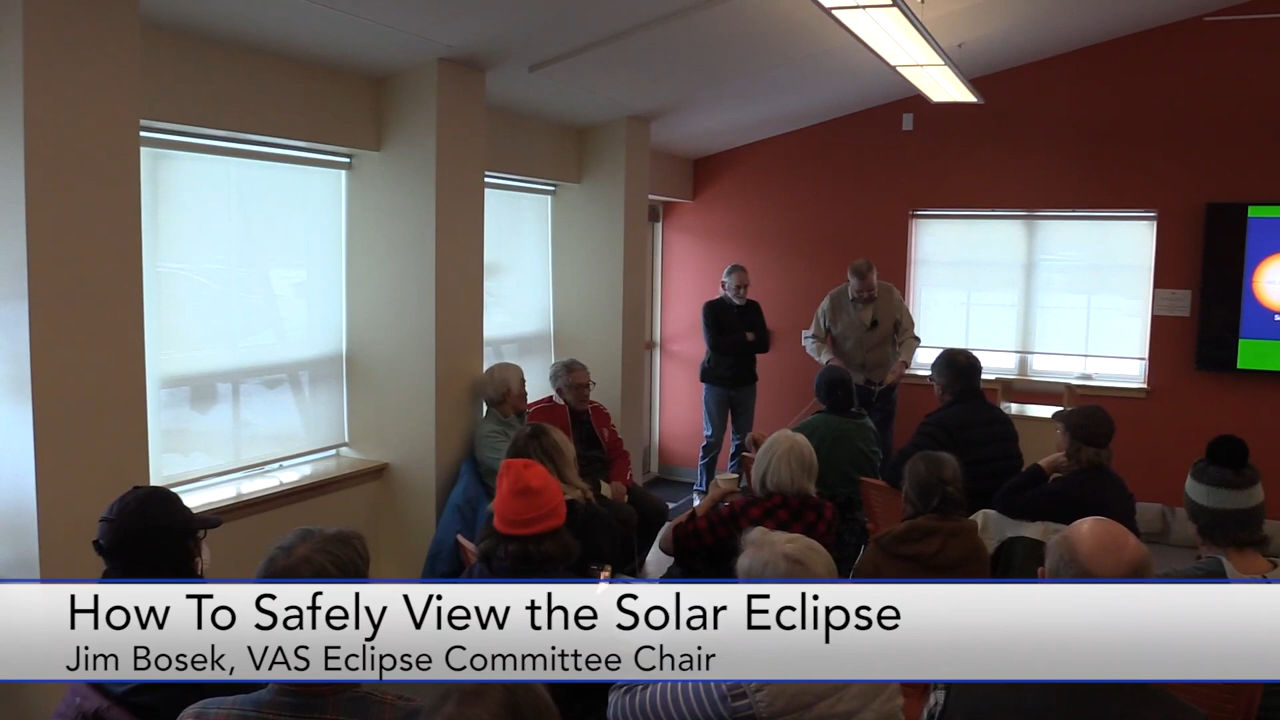 How To Safely View the Solar Eclipse
Jim Bosek, VAS Eclipse Committee Chair